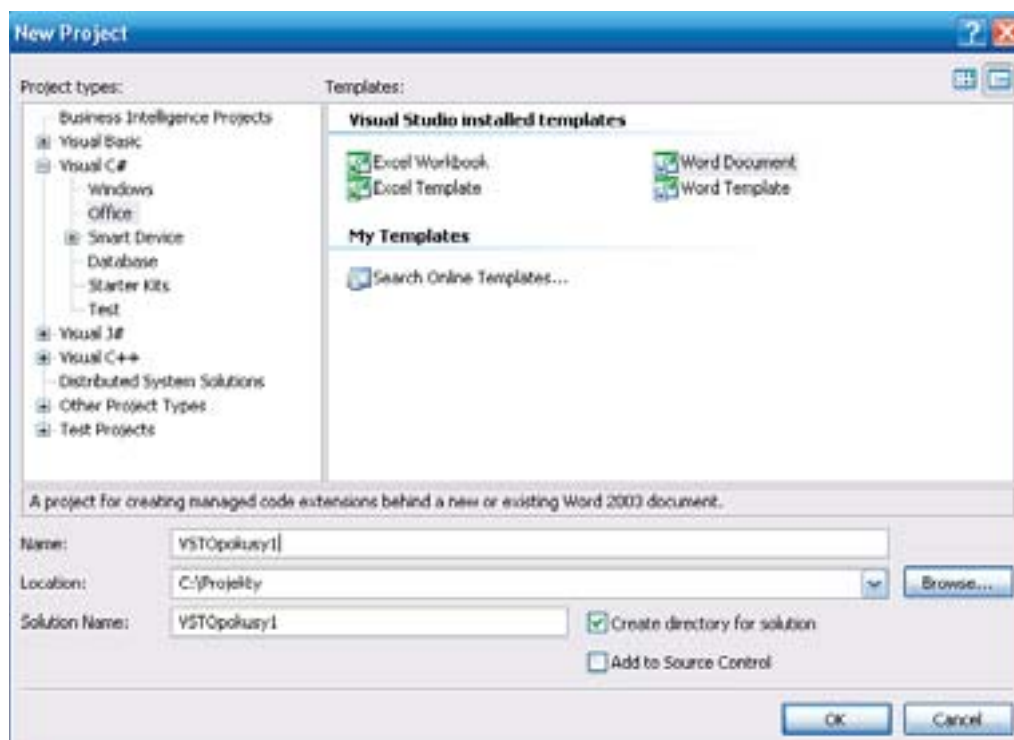 New Project
Project types:
Templates:
Business Intelligence Projects
Visual Basic
Visual C#
Windows
Office
Smart Device
Database
Starter Kits
Test
Visual J#
Visual C++
Distributed System Solutions
Other Project Types
Test Projects
Visual Studio installed templates
Excel Workbook
Word Document
Excel Template
Word Template
My Templates
Search Online Templates...
A project for creating managed code extensions behind a new or existing Word 2003 document.
Name:
VSTOpokusy1
Location:
C:\Projekty
Browse...
Solution Name:
VSTOpokusy1
Create directory for solution
Add to Source Control
OK
Cancel